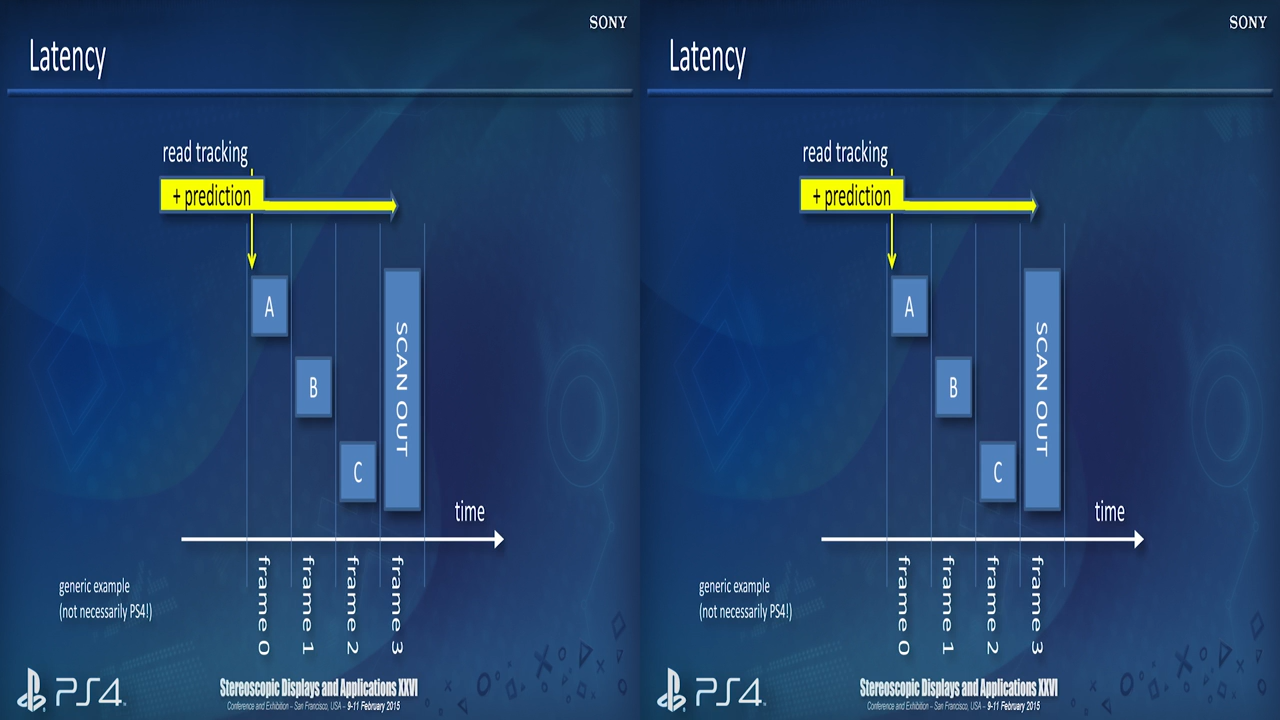 SONY
Latency
read tracking
+ prediction
A
B
C
SCAN OUT
time
frame 0
frame 1
frame 2
frame 3
generic example
(not necessarily PS4!)
PS4
Stereoscopic Displays and Applications XXVI
Conference and Exhibition – San Francisco, USA – 9-11 February 2015
SONY
Latency
read tracking
+ prediction
A
B
C
SCAN OUT
time
frame 0
frame 1
frame 2
frame 3
generic example
(not necessarily PS4!)
PS4
Stereoscopic Displays and Applications XXVI
Conference and Exhibition – San Francisco, USA – 9-11 February 2015